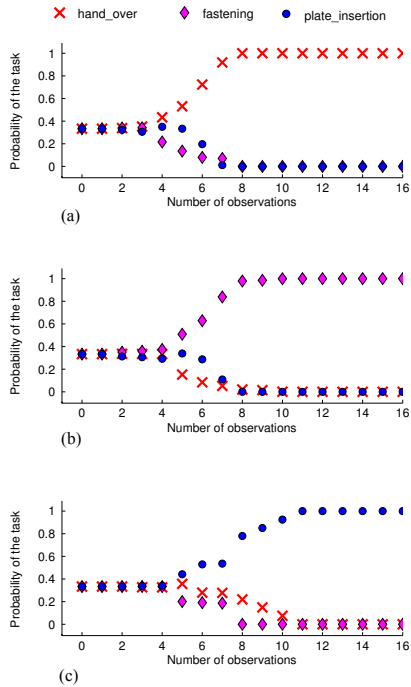 hand_over fastening plate_insertion
Probability of the task
1
0.8
0.6
0.4
0.2
0
0 2 4 6 8 10 12 14 16
Number of observations
(a)
Probability of the task
1
0.8
0.6
0.4
0.2
0
0 2 4 6 8 10 12 14 16
Number of observations
(b)
Probability of the task
1
0.8
0.6
0.4
0.2
0
0 2 4 6 8 10 12 14 16
Number of observations
(c)